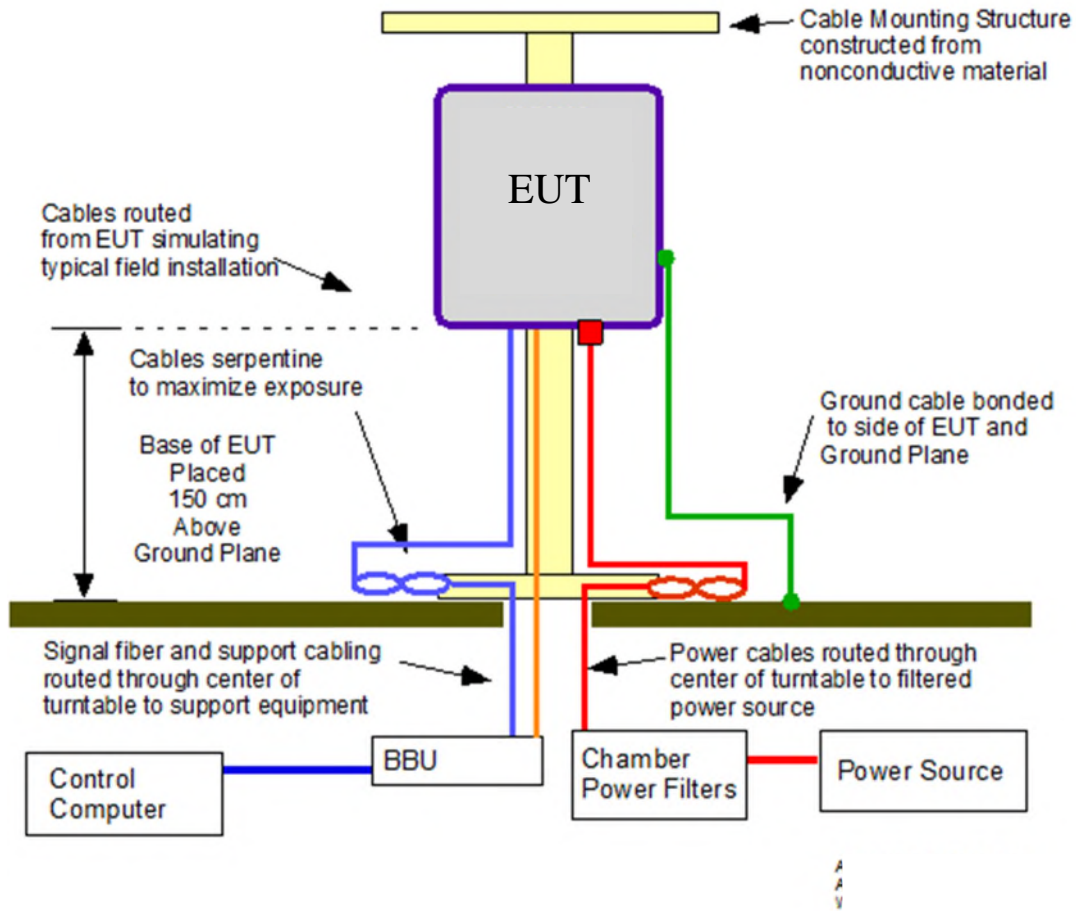 Cable Mounting Structure
constructed from
nonconductive material
EUT
Cables routed
from EUT simulating
typical field installation
Cables serpentine
to maximize exposure
Base of EUT
Placed
150 cm
Above
Ground Plane
Ground cable bonded
to side of EUT and
Ground Plane
Signal fiber and support cabling
routed through center of
turntable to support equipment
Power cables routed through
center of turntable to filtered
power source
Control
Computer
BBU
Chamber
Power Filters
Power Source